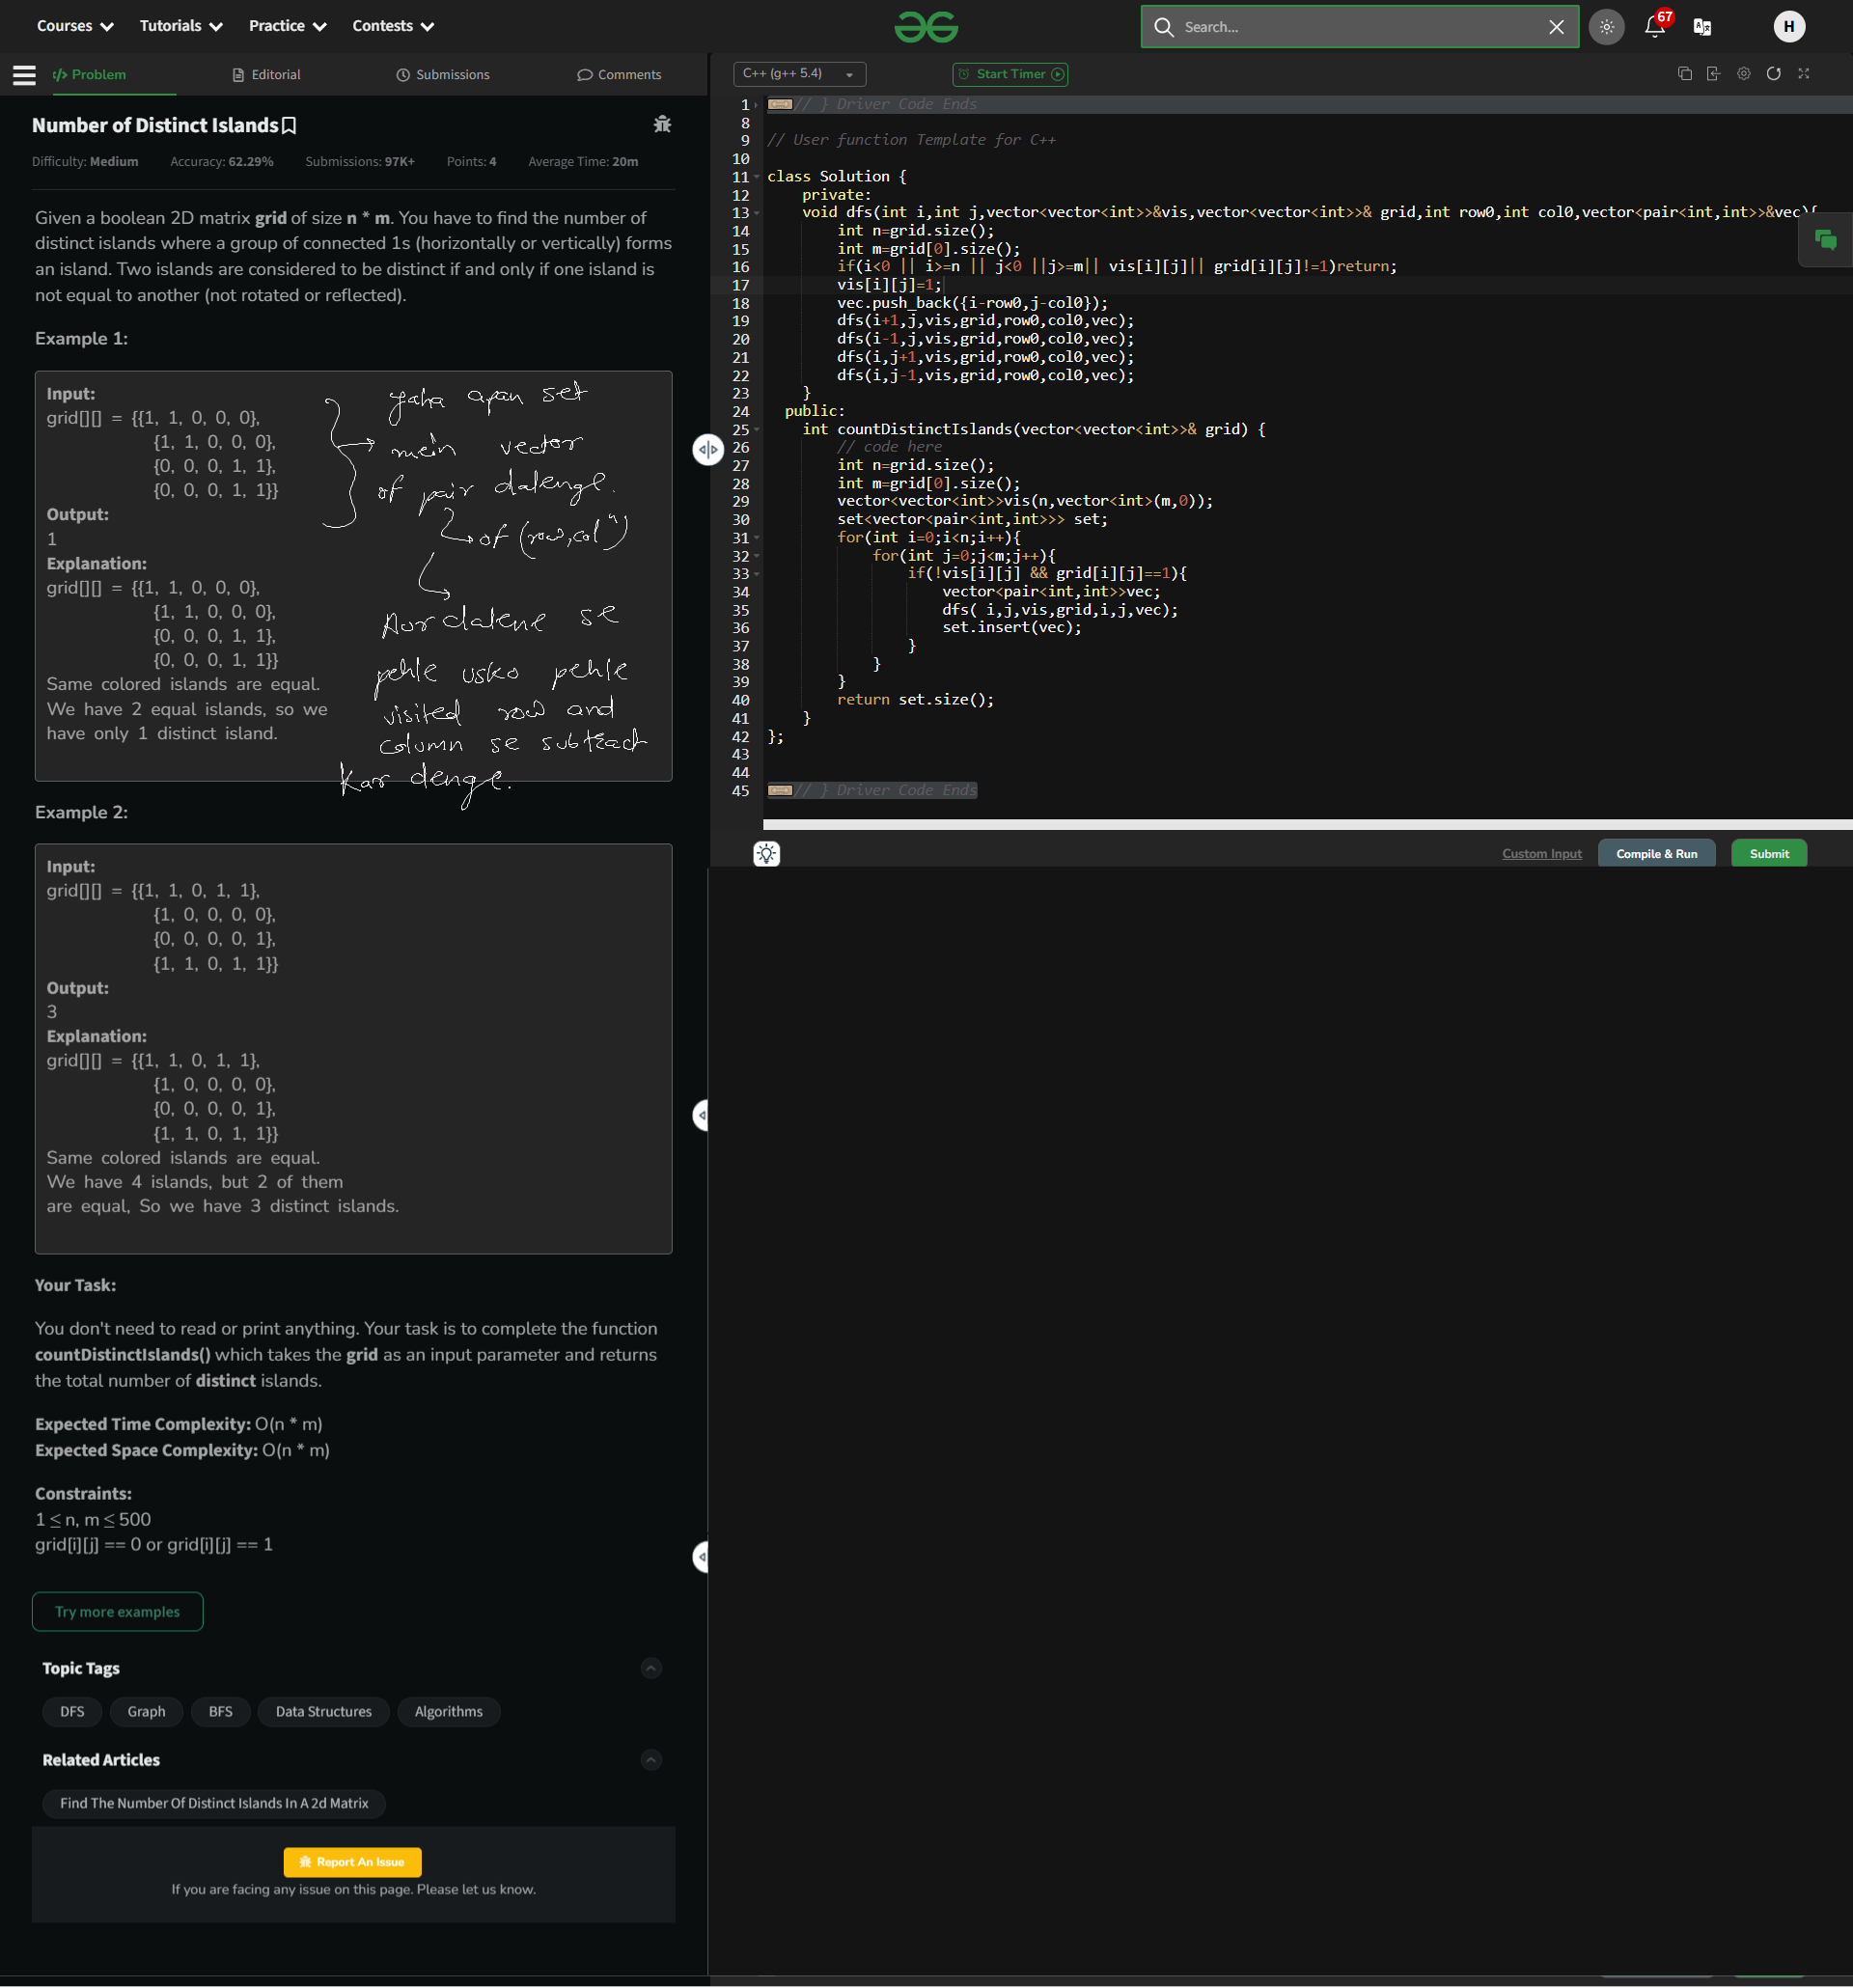 Courses Tutorials Practice Contests
Search...
67
H
Problem Editorial Submissions Comments
Number of Distinct Islands
Difficulty: Medium Accuracy: 62.29% Submissions: 97K+ Points: 4 Average Time: 20m
Given a boolean 2D matrix grid of size n * m. You have to find the number of
distinct islands where a group of connected 1s (horizontally or vertically) forms
an island. Two islands are considered to be distinct if and only if one island is
not equal to another (not rotated or reflected).
Example 1:
Input:
grid[][] = {{1, 1, 0, 0, 0},
{1, 1, 0, 0, 0},
{0, 0, 0, 1, 1},
{0, 0, 0, 1, 1}}
Output:
1
Explanation:
grid[][] = {{1, 1, 0, 0, 0},
{1, 1, 0, 0, 0},
{0, 0, 0, 1, 1},
{0, 0, 0, 1, 1}}
Same colored islands are equal.
We have 2 equal islands, so we
have only 1 distinct island.
yaha apan set
mein vector
of pair dalenge.
of (row, col)
Aur dalene se
pehle usko pehle
visited row and
column se subtract
kar denge.
Example 2:
Input:
grid[][] = {{1, 1, 0, 1, 1},
{1, 0, 0, 0, 0},
{0, 0, 0, 0, 1},
{1, 1, 0, 1, 1}}
Output:
3
Explanation:
grid[][] = {{1, 1, 0, 1, 1},
{1, 0, 0, 0, 0},
{0, 0, 0, 0, 1},
{1, 1, 0, 1, 1}}
Same colored islands are equal.
We have 4 islands, but 2 of them
are equal, So we have 3 distinct islands.
Your Task:
You don't need to read or print anything. Your task is to complete the function
countDistinctIslands() which takes the grid as an input parameter and returns
the total number of distinct islands.
Expected Time Complexity: O(n * m)
Expected Space Complexity: O(n * m)
Constraints:
1 ≤ n, m ≤ 500
grid[i][j] == 0 or grid[i][j] == 1
Try more examples
Topic Tags
DFS Graph BFS Data Structures Algorithms
Related Articles
Find The Number Of Distinct Islands In A 2d Matrix
Report An Issue
If you are facing any issue on this page. Please let us know.
C++ (g++ 5.4) Start Timer
1 // } Driver Code Ends
8
9 // User function Template for C++
10
11 class Solution {
12 private:
13 void dfs(int i,int j,vector<vector<int>>&vis,vector<vector<int>>& grid,int row0,int col0,vector<pair<int,int>>&vec){
14 int n=grid.size();
15 int m=grid[0].size();
16 if(i<0 || i>=n || j<0 ||j>=m|| vis[i][j]|| grid[i][j]!=1)return;
17 vis[i][j]=1;
18 vec.push_back({i-row0,j-col0});
19 dfs(i+1,j,vis,grid,row0,col0,vec);
20 dfs(i-1,j,vis,grid,row0,col0,vec);
21 dfs(i,j+1,vis,grid,row0,col0,vec);
22 dfs(i,j-1,vis,grid,row0,col0,vec);
23 }
24 public:
25 int countDistinctIslands(vector<vector<int>>& grid) {
26 // code here
27 int n=grid.size();
28 int m=grid[0].size();
29 vector<vector<int>>vis(n,vector<int>(m,0));
30 set<vector<pair<int,int>>> set;
31 for(int i=0;i<n;i++){
32 for(int j=0;j<m;j++){
33 if(!vis[i][j] && grid[i][j]==1){
34 vector<pair<int,int>>vec;
35 dfs( i,j,vis,grid,i,j,vec);
36 set.insert(vec);
37 }
38 }
39 }
40 return set.size();
41 }
42 };
43
44
45 // } Driver Code Ends
Custom Input Compile & Run Submit